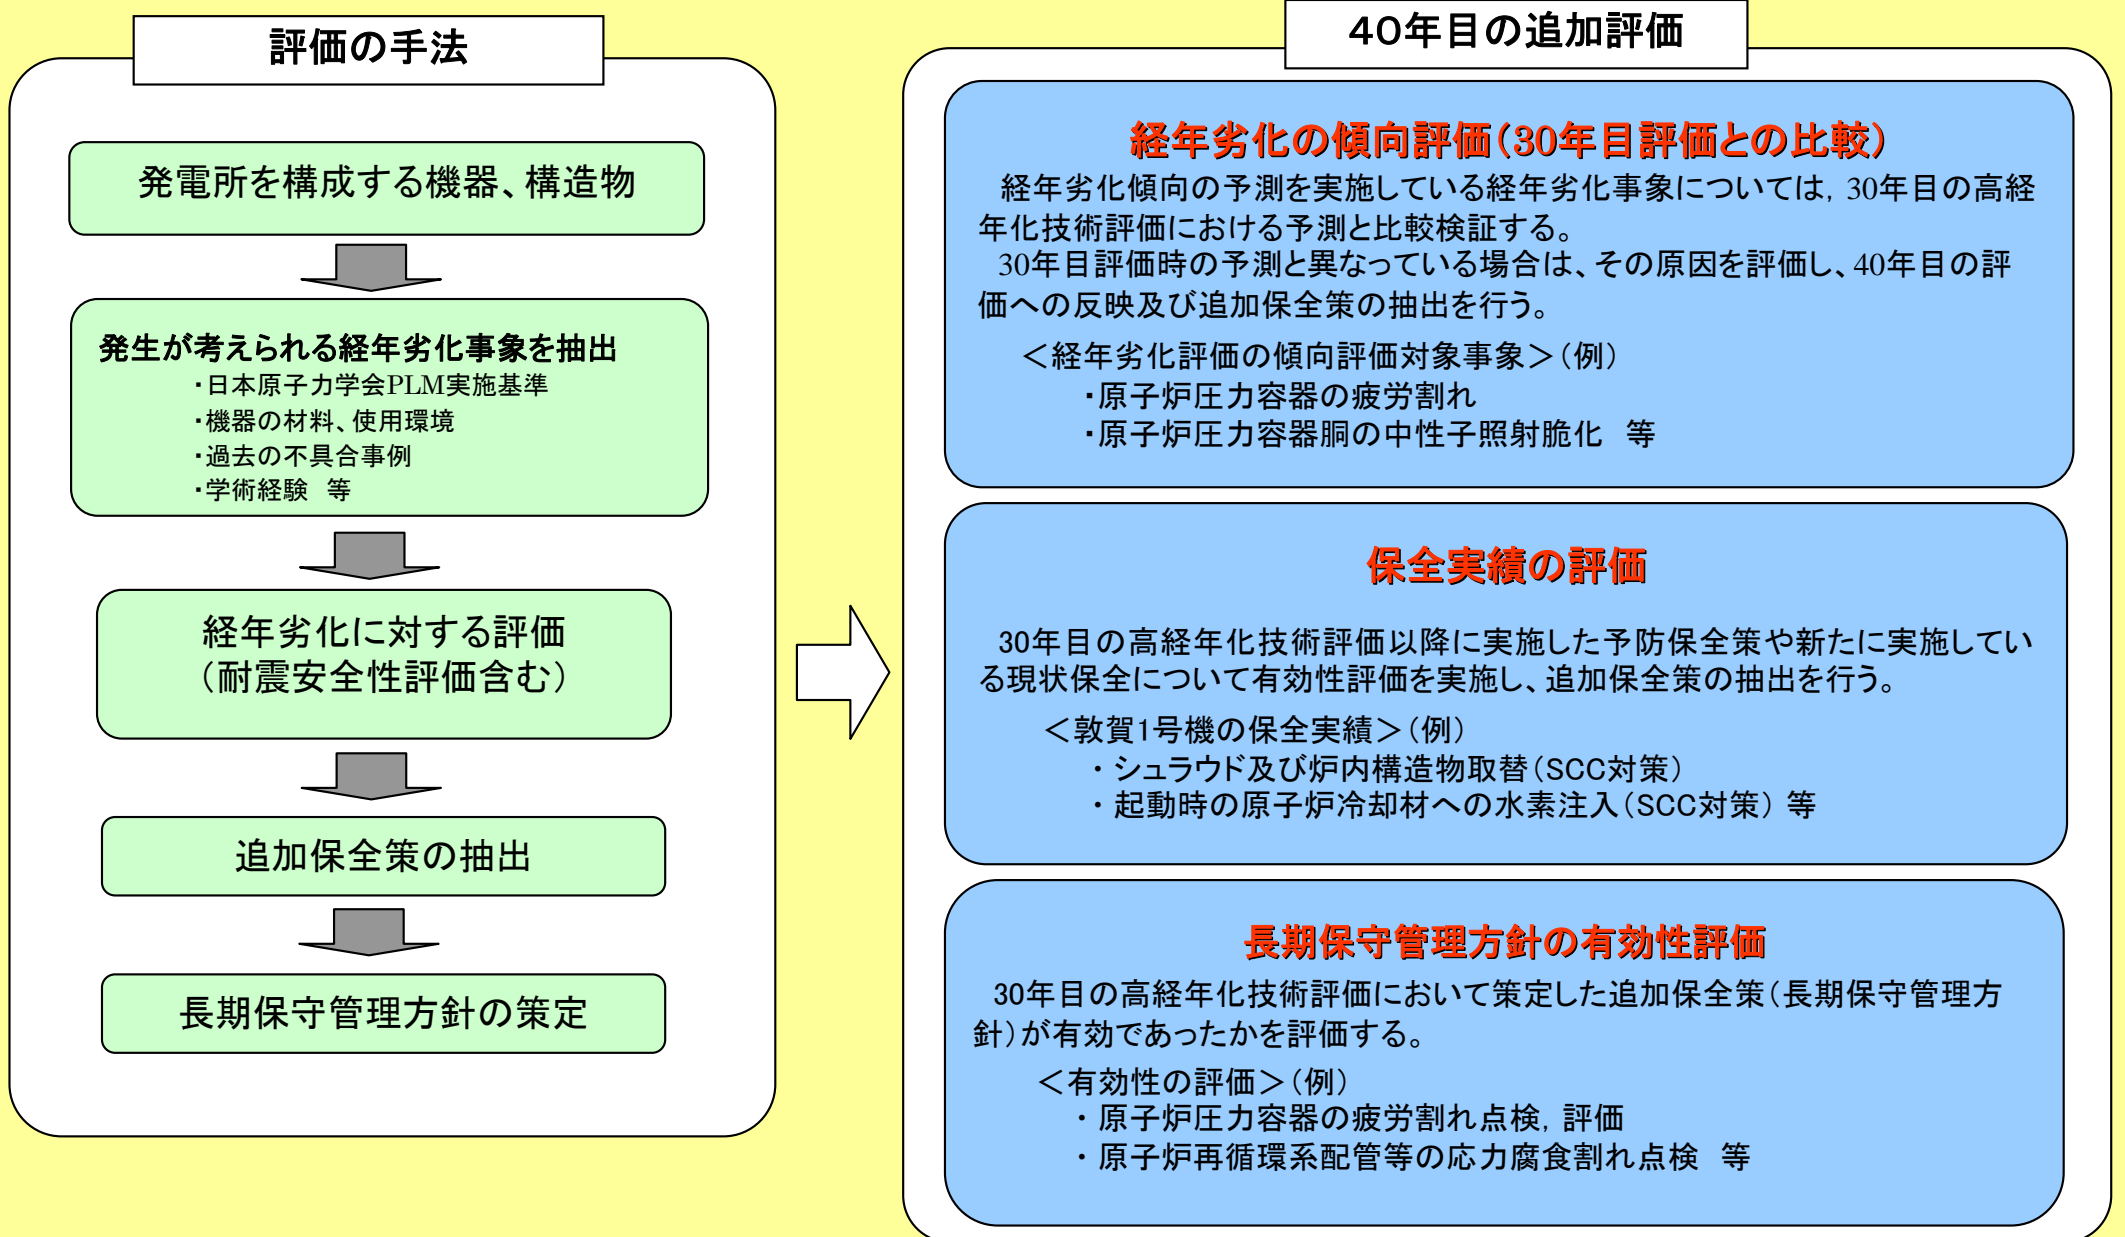 評価の手法
発電所を構成する機器、構造物
発生が考えられる経年劣化事象を抽出
・日本原子力学会PLM実施基準
・機器の材料、使用環境
・過去の不具合事例
・学術経験　等
経年劣化に対する評価
（耐震安全性評価含む）
追加保全策の抽出
長期保守管理方針の策定
40年目の追加評価
経年劣化の傾向評価（30年目評価との比較）
経年劣化傾向の予測を実施している経年劣化事象については，30年目の高経
年化技術評価における予測と比較検証する。
30年目評価時の予測と異なっている場合は、その原因を評価し、40年目の評
価への反映及び追加保全策の抽出を行う。
＜経年劣化評価の傾向評価対象事象＞（例）
・原子炉圧力容器の疲労割れ
・原子炉圧力容器胴の中性子照射脆化　等
保全実績の評価
30年目の高経年化技術評価以降に実施した予防保全策や新たに実施してい
る現状保全について有効性評価を実施し、追加保全策の抽出を行う。
＜敦賀1号機の保全実績＞（例）
・シュラウド及び炉内構造物取替（SCC対策）
・起動時の原子炉冷却材への水素注入（SCC対策）等
長期保守管理方針の有効性評価
30年目の高経年化技術評価において策定した追加保全策（長期保守管理方
針）が有効であったかを評価する。
＜有効性の評価＞（例）
・原子炉圧力容器の疲労割れ点検，評価
・原子炉再循環系配管等の応力腐食割れ点検　等